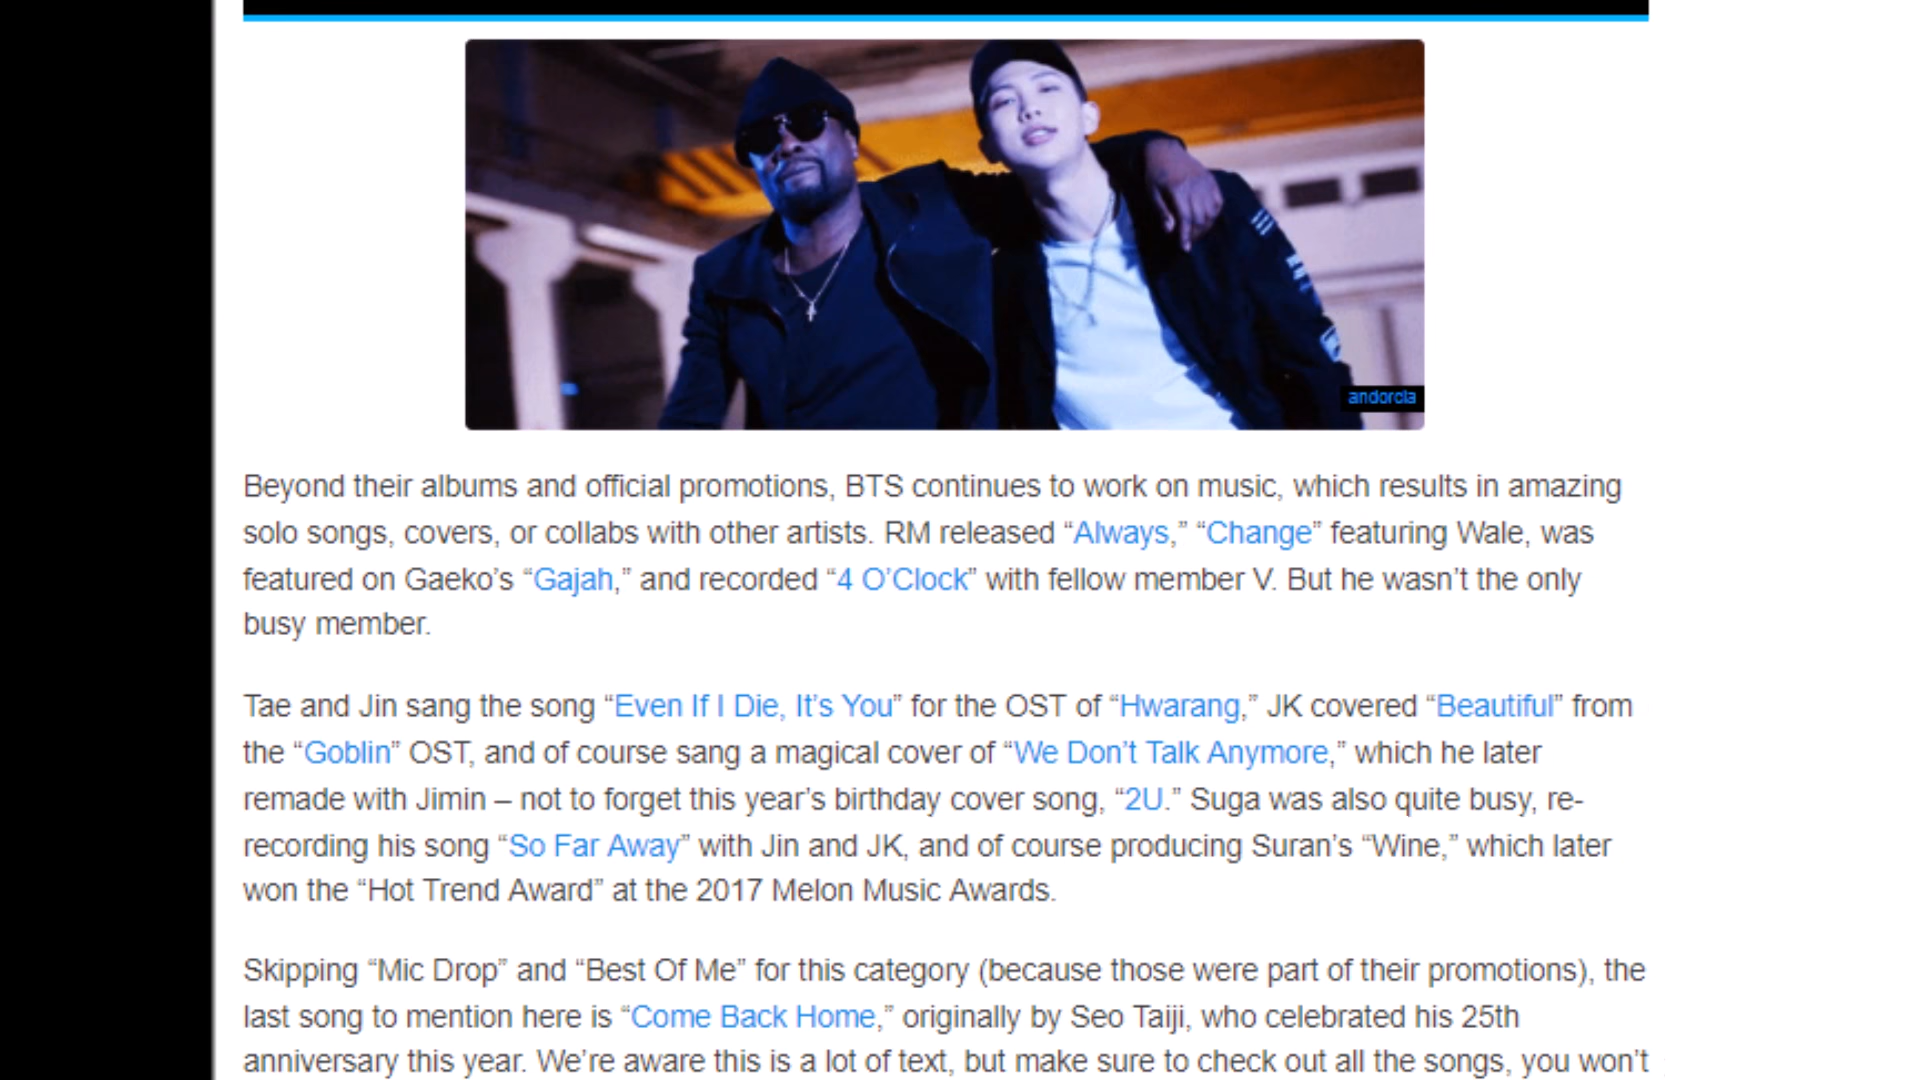 andorcla
Beyond their albums and official promotions, BTS continues to work on music, which results in amazing
solo songs, covers, or collabs with other artists. RM released “Always,” “Change” featuring Wale, was
featured on Gaeko’s “Gajah,” and recorded “4 O’Clock” with fellow member V. But he wasn’t the only
busy member.
Tae and Jin sang the song “Even If I Die, It’s You” for the OST of “Hwarang,” JK covered “Beautiful” from
the “Goblin” OST, and of course sang a magical cover of “We Don’t Talk Anymore,” which he later
remade with Jimin – not to forget this year’s birthday cover song, “2U.” Suga was also quite busy, re-
recording his song “So Far Away” with Jin and JK, and of course producing Suran’s “Wine,” which later
won the “Hot Trend Award” at the 2017 Melon Music Awards.
Skipping “Mic Drop” and “Best Of Me” for this category (because those were part of their promotions), the
last song to mention here is “Come Back Home,” originally by Seo Taiji, who celebrated his 25th
anniversary this year. We’re aware this is a lot of text, but make sure to check out all the songs, you won’t